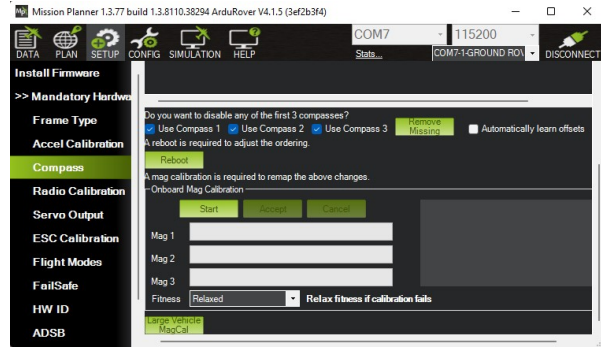 Mission Planner 1.3.77 build 1.3.8110.38294 ArduRover V4.1.5 (3ef2b3f4)
DATA PLAN SETUP CONFIG SIMULATION HELP
COM7 115200
Stats... COM7-1-GROUND ROV DISCONNECT
Install Firmware
>> Mandatory Hardwa
Frame Type
Accel Calibration
Compass
Radio Calibration
Servo Output
ESC Calibration
Flight Modes
FailSafe
HW ID
ADSB
Do you want to disable any of the first 3 compasses?
Use Compass 1 Use Compass 2 Use Compass 3 Remove Missing Automatically learn offsets
A reboot is required to adjust the ordering.
Reboot
A mag calibration is required to remap the above changes.
Onboard Mag Calibration
Start Accept Cancel
Mag 1
Mag 2
Mag 3
Fitness Relaxed Relax fitness if calibration fails
Large Vehicle
MagCal